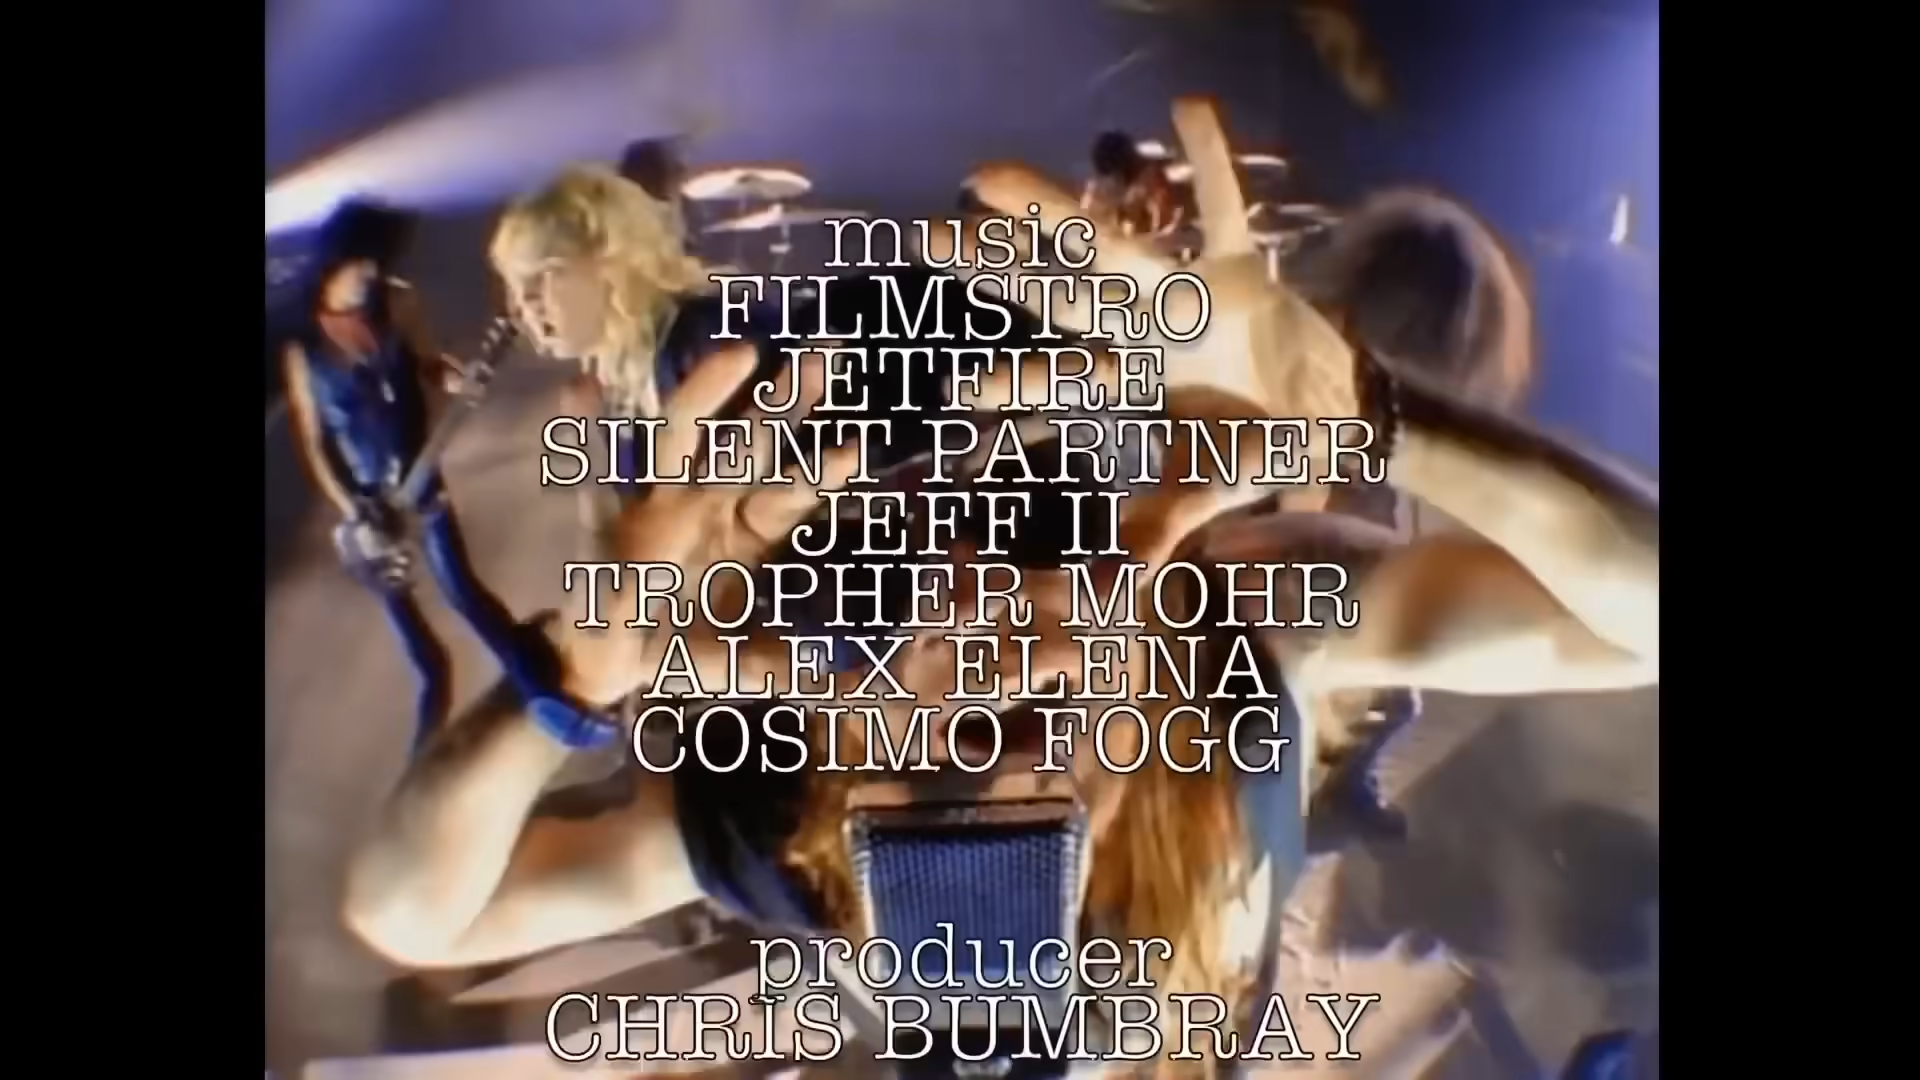 music
FILMSTRO
JETFIRE
SILENT PARTNER
JEFF II
TROPHER MOHR
ALEX ELENA
COSIMO FOGG
producer
CHRIS BUMBRAY